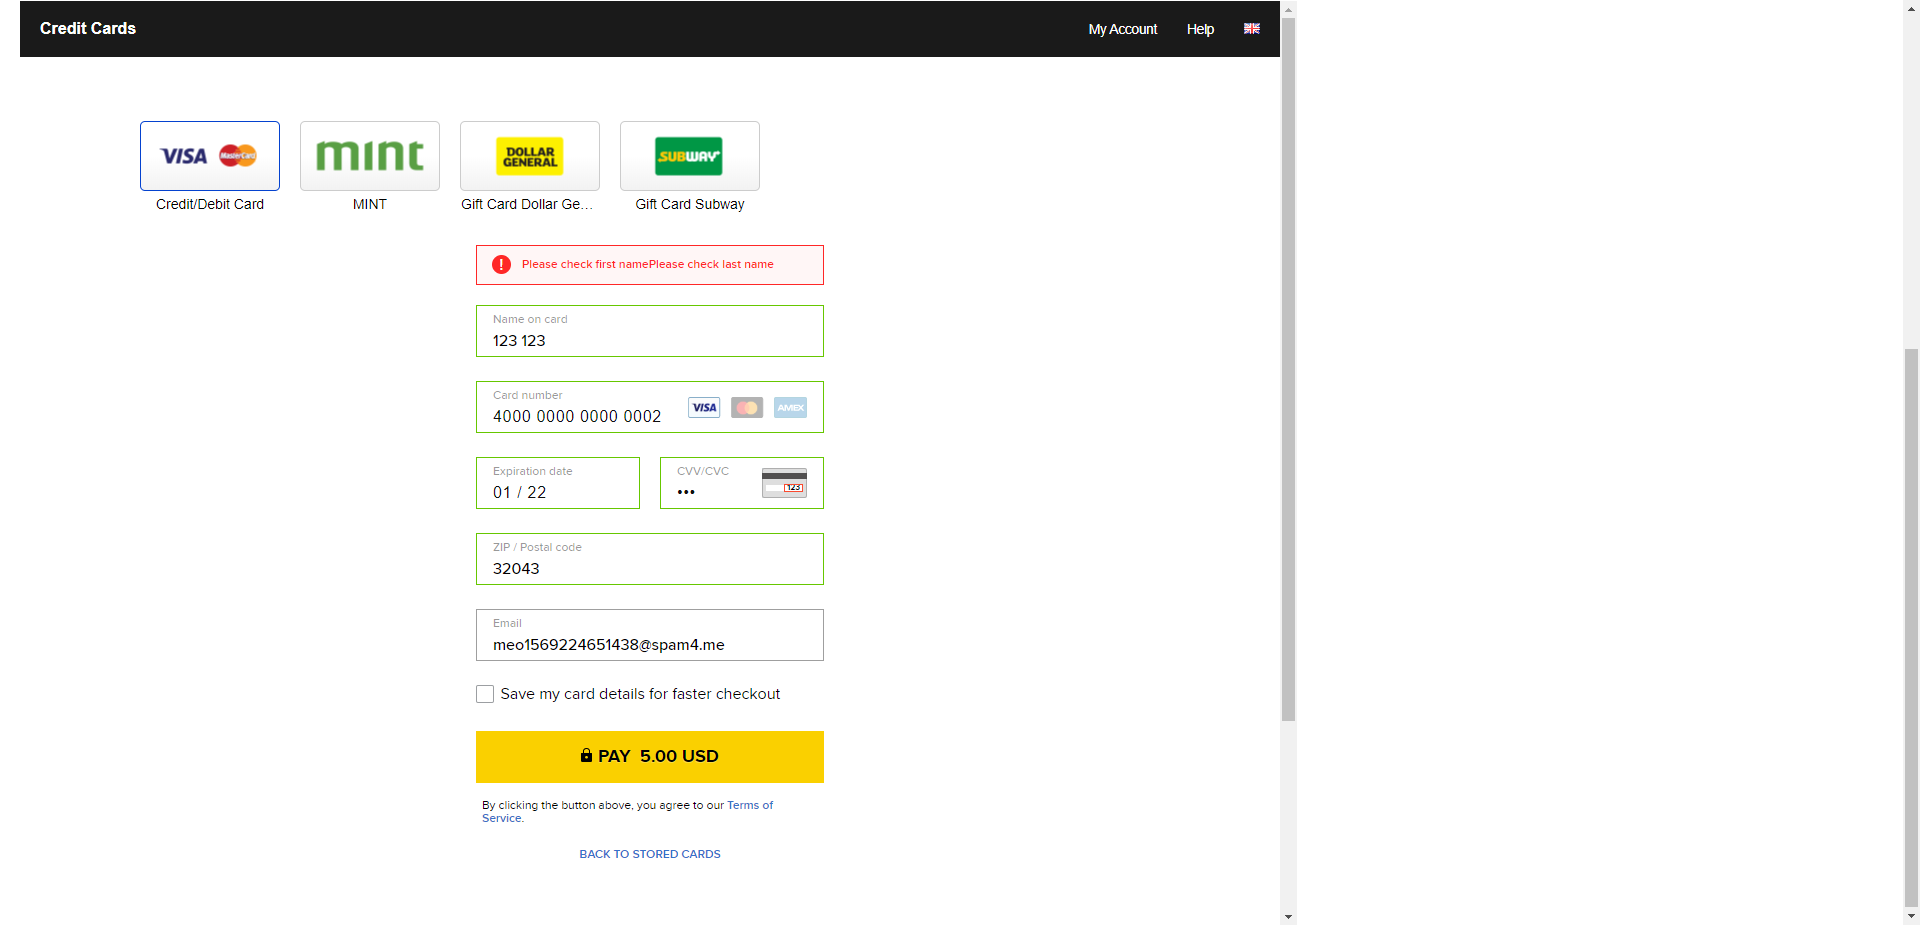 Credit Cards
My Account
Help
VISA MasterCard
mint
DOLLAR
GENERAL
SUBWAY
Credit/Debit Card
MINT
Gift Card Dollar Ge...
Gift Card Subway
Please check first namePlease check last name
Name on card
123 123
Card number
4000 0000 0000 0002
VISA
AMEX
Expiration date
01 / 22
CVV/CVC
•••
123
ZIP / Postal code
32043
Email
meo1569224651438@spam4.me
Save my card details for faster checkout
PAY 5.00 USD
By clicking the button above, you agree to our Terms of
Service.
BACK TO STORED CARDS